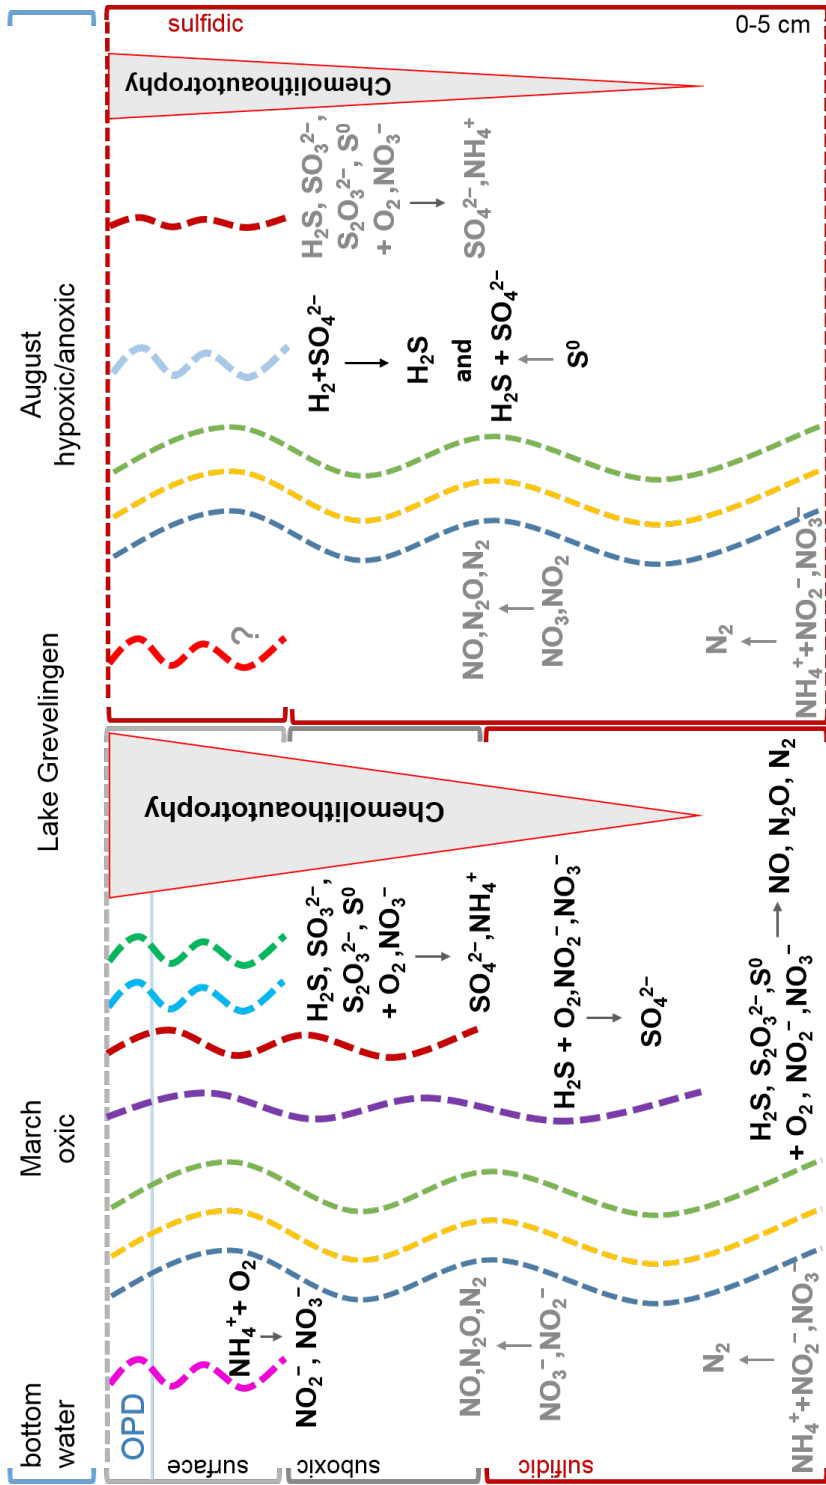 Lake Grevelingen
bottom
water
March
oxic
August
hypoxic/anoxic
OPD
surface
suboxic
sulfidic
NH₄⁺+ O₂
NO₂⁻, NO₃⁻
NO,N₂O,N₂
NO₃⁻,NO₂⁻
N₂
NH₄⁺+NO₂⁻,NO₃⁻
H₂S, SO₃²⁻,
S₂O₃²⁻, S⁰
+ O₂,NO₃⁻
SO₄²⁻,NH₄⁺
H₂S + O₂,NO₂⁻,NO₃⁻
SO₄²⁻
H₂S, S₂O₃²⁻,S⁰
+ O₂, NO₂⁻,NO₃⁻
NO, N₂O, N₂
Chemolithoautotrophy
?
NO,N₂O,N₂
NO₃,NO₂
N₂
NH₄⁺+NO₂⁻,NO₃⁻
H₂+SO₄²⁻
H₂S
and
H₂S + SO₄²⁻
S⁰
H₂S, SO₃²⁻,
S₂O₃²⁻, S⁰
+ O₂,NO₃⁻
SO₄²⁻,NH₄⁺
Chemolithoautotrophy
sulfidic
0-5 cm